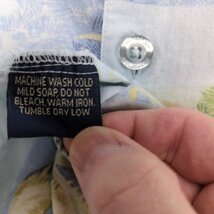 MACHINE WASH COLD
MILD SOAP, DO NOT
BLEACH, WARM IRON,
TUMBLE DRY LOW